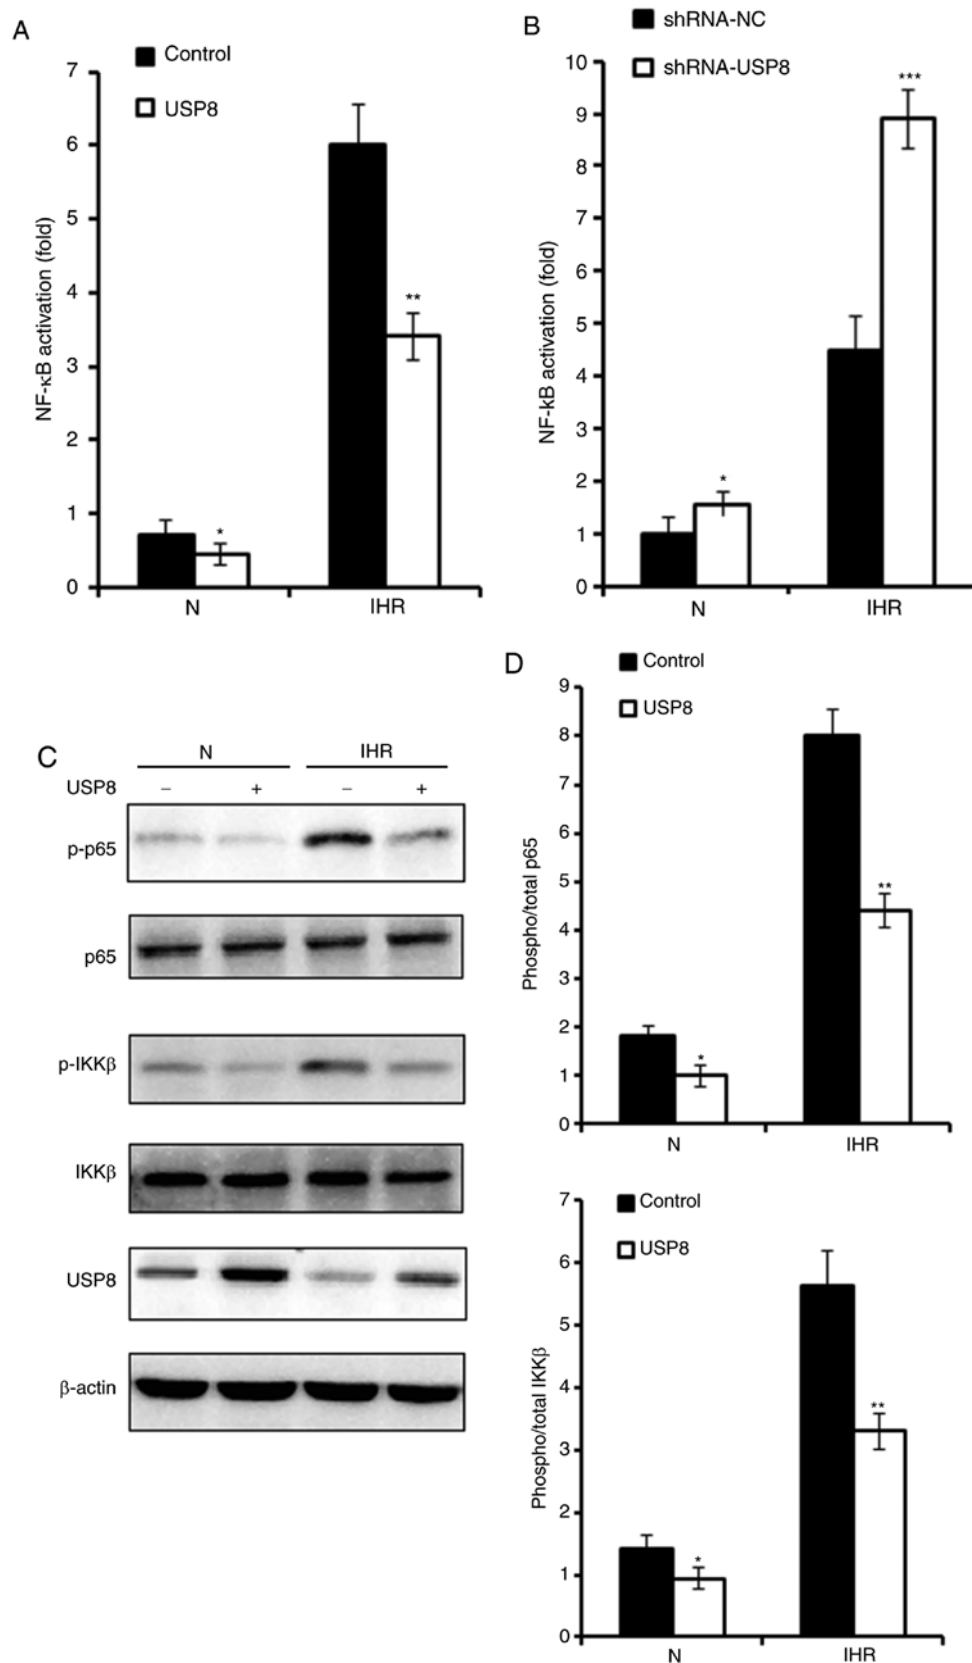 A
Control
USP8
NF-κB activation (fold)
7
6
5
4
3
2
1
0
**
*
N
IHR
B
shRNA-NC
shRNA-USP8
NF-kB activation (fold)
10
9
8
7
6
5
4
3
2
1
0
***
*
N
IHR
C
N
IHR
USP8 – + – +
p-p65
p65
p-IKKβ
IKKβ
USP8
β-actin
D
Control
USP8
Phospho/total p65
9
8
7
6
5
4
3
2
1
0
**
*
N
IHR
Control
USP8
Phospho/total IKKβ
7
6
5
4
3
2
1
0
**
*
N
IHR